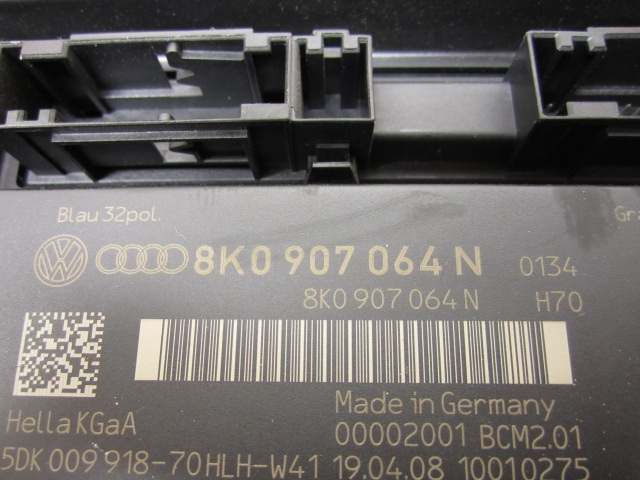 Blau 32pol.
8K0 907 064 N 0134
8K0 907 064 N H70
Made in Germany
Hella KGaA
00002001 BCM2.01
5DK 009 918-70 HLH-W41 19.04.08 10010275